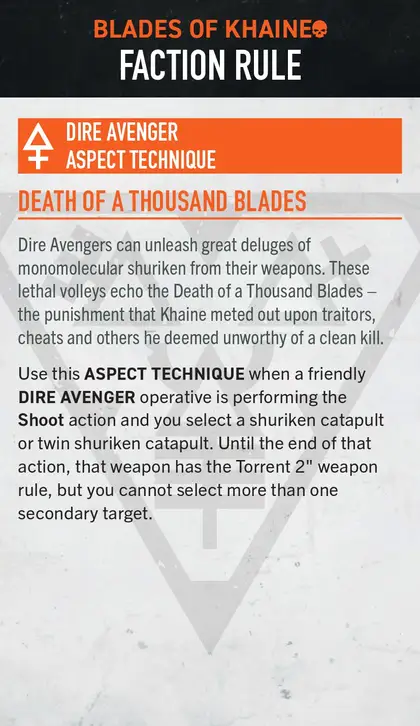 BLADES OF KHAINE
FACTION RULE
DIRE AVENGER
ASPECT TECHNIQUE
DEATH OF A THOUSAND BLADES
Dire Avengers can unleash great deluges of
monomolecular shuriken from their weapons. These
lethal volleys echo the Death of a Thousand Blades –
the punishment that Khaine meted out upon traitors,
cheats and others he deemed unworthy of a clean kill.
Use this ASPECT TECHNIQUE when a friendly
DIRE AVENGER operative is performing the
Shoot action and you select a shuriken catapult
or twin shuriken catapult. Until the end of that
action, that weapon has the Torrent 2" weapon
rule, but you cannot select more than one
secondary target.